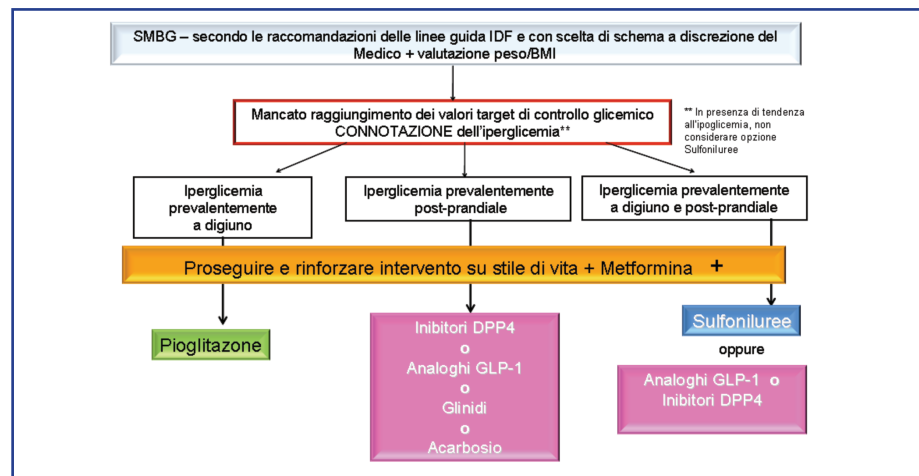 SMBG – secondo le raccomandazioni delle linee guida IDF e con scelta di schema a discrezione del
Medico + valutazione peso/BMI
Mancato raggiungimento dei valori target di controllo glicemico
CONNOTAZIONE dell'iperglicemia**
** In presenza di tendenza
all'ipoglicemia, non
considerare opzione
Sulfoniluree
Iperglicemia
prevalentemente
a digiuno
Iperglicemia prevalentemente
post-prandiale
Iperglicemia prevalentemente
a digiuno e post-prandiale
Proseguire e rinforzare intervento su stile di vita + Metformina +
Pioglitazone
Inibitori DPP4
o
Analoghi GLP-1
o
Glinidi
o
Acarbosio
Sulfoniluree
oppure
Analoghi GLP-1 o
Inibitori DPP4